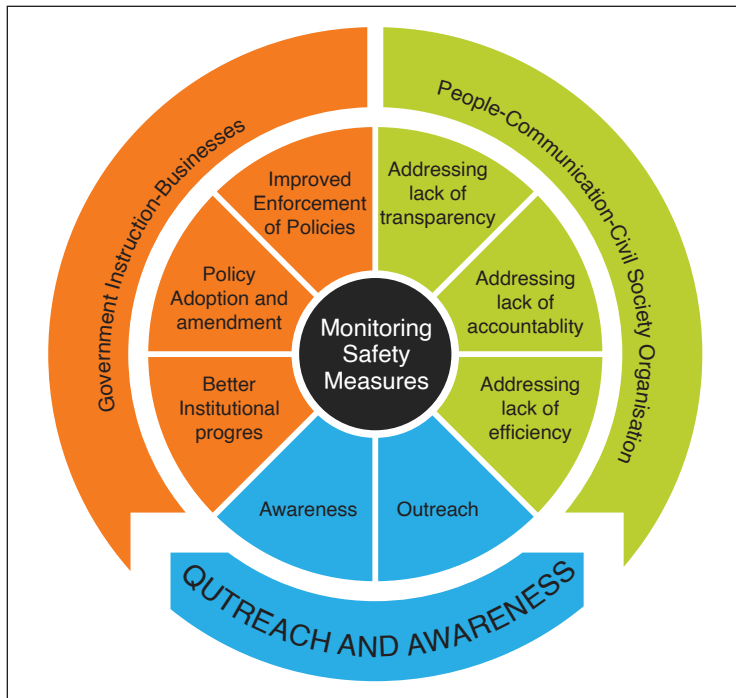 Government Instruction-Businesses
People-Communication-Civil Society Organisation
Improved
Enforcement
of Policies
Addressing
lack of
transparency
Policy
Adoption and
amendment
Addressing
lack of
accountablity
Monitoring
Safety
Measures
Better
Institutional
progres
Addressing
lack of
efficiency
Awareness
Outreach
QUTREACH AND AWARENESS